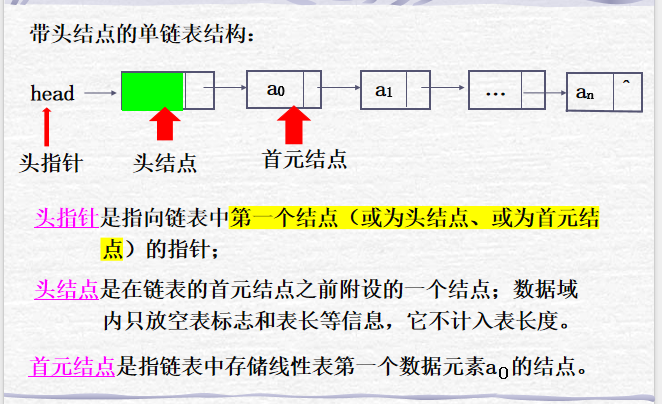 带头结点的单链表结构:
head a0 a1 … an ^
头指针 头结点 首元结点
头指针是指向链表中第一个结点（或为头结点、或为首元结
点）的指针；
头结点是在链表的首元结点之前附设的一个结点；数据域
内只放空表标志和表长等信息，它不计入表长度。
首元结点是指链表中存储线性表第一个数据元素a0的结点。